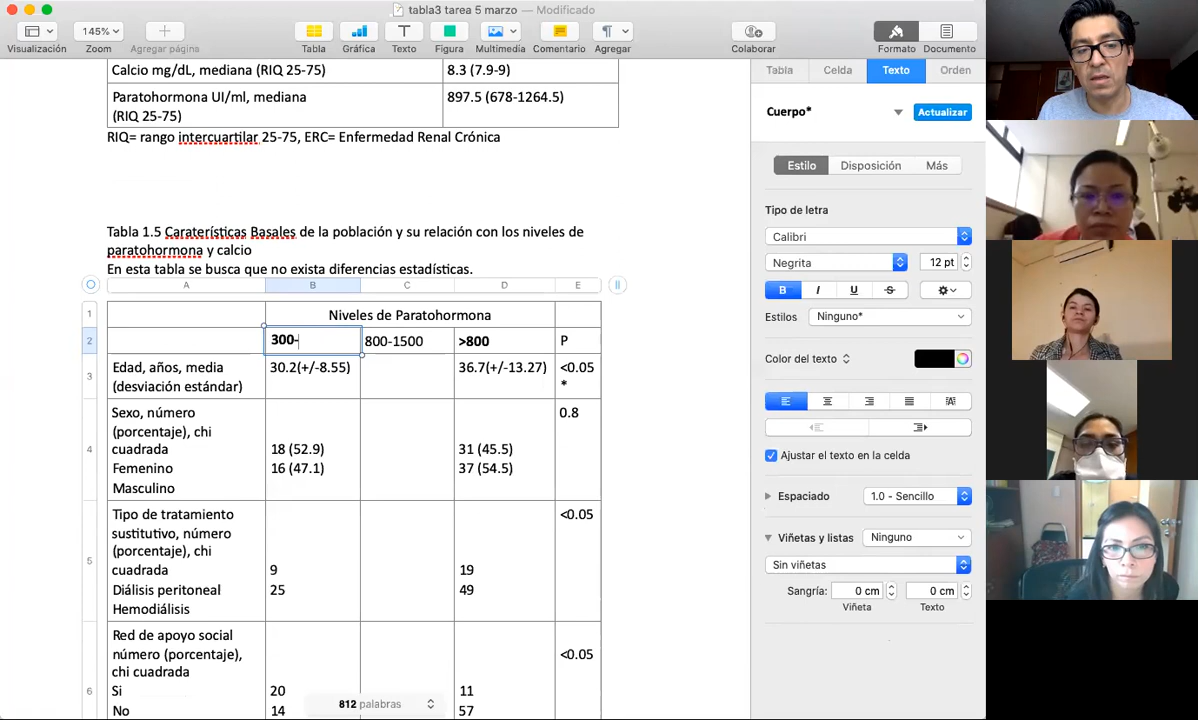 tabla3 tarea 5 marzo — Modificado
145%
Visualización
Zoom
Agregar página
Tabla
Gráfica
Texto
Figura
Multimedia
Comentario
Agregar
Colaborar
Formato
Documento
Calcio mg/dL, mediana (RIQ 25-75)
8.3 (7.9-9)
Paratohormona UI/ml, mediana
(RIQ 25-75)
897.5 (678-1264.5)
RIQ= rango intercuartilar 25-75, ERC= Enfermedad Renal Crónica
Tabla 1.5 Caraterísticas Basales de la población y su relación con los niveles de
paratohormona y calcio
En esta tabla se busca que no exista diferencias estadísticas.
A B C D E
1
Niveles de Paratohormona
2
300- 800-1500 >800 P
3
Edad, años, media
(desviación estándar)
30.2(+/-8.55)
36.7(+/-13.27)
<0.05
*
4
Sexo, número
(porcentaje), chi
cuadrada
Femenino
Masculino
18 (52.9)
16 (47.1)
31 (45.5)
37 (54.5)
0.8
5
Tipo de tratamiento
sustitutivo, número
(porcentaje), chi
cuadrada
Diálisis peritoneal
Hemodiálisis
9
25
19
49
<0.05
6
Red de apoyo social
número (porcentaje),
chi cuadrada
Si
No
20
14
11
57
<0.05
812 palabras
Tabla
Celda
Texto
Orden
Cuerpo*
Actualizar
Estilo
Disposición
Más
Tipo de letra
Calibri
Negrita
12 pt
B I U S
Estilos
Ninguno*
Color del texto
Ajustar el texto en la celda
Espaciado
1.0 - Sencillo
Viñetas y listas
Ninguno
Sin viñetas
Sangría:
0 cm
0 cm
Viñeta
Texto